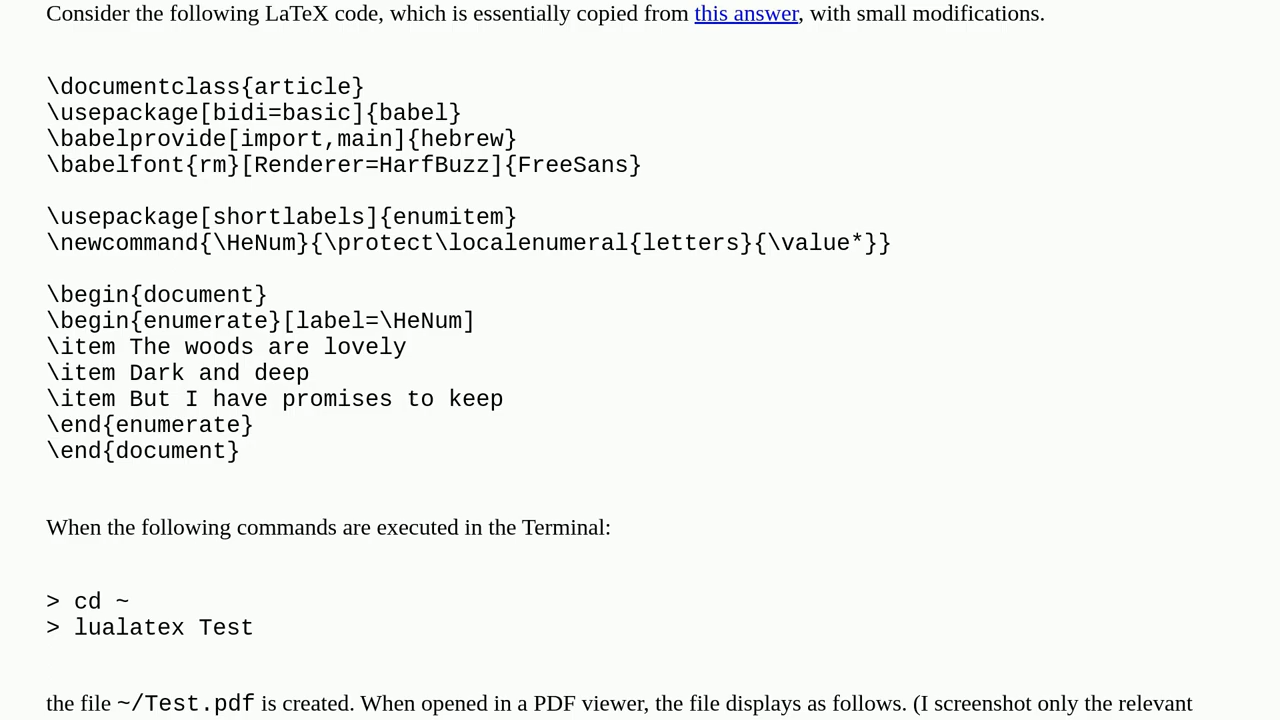 Consider the following LaTeX code, which is essentially copied from this answer, with small modifications.
\documentclass{article}
\usepackage[bidi=basic]{babel}
\babelprovide[import,main]{hebrew}
\babelfont{rm}[Renderer=HarfBuzz]{FreeSans}
\usepackage[shortlabels]{enumitem}
\newcommand{\HeNum}{\protect\localenumeral{letters}{\value*}}
\begin{document}
\begin{enumerate}[label=\HeNum]
\item The woods are lovely
\item Dark and deep
\item But I have promises to keep
\end{enumerate}
\end{document}
When the following commands are executed in the Terminal:
> cd ~
> lualatex Test
the file ~/Test.pdf is created. When opened in a PDF viewer, the file displays as follows. (I screenshot only the relevant